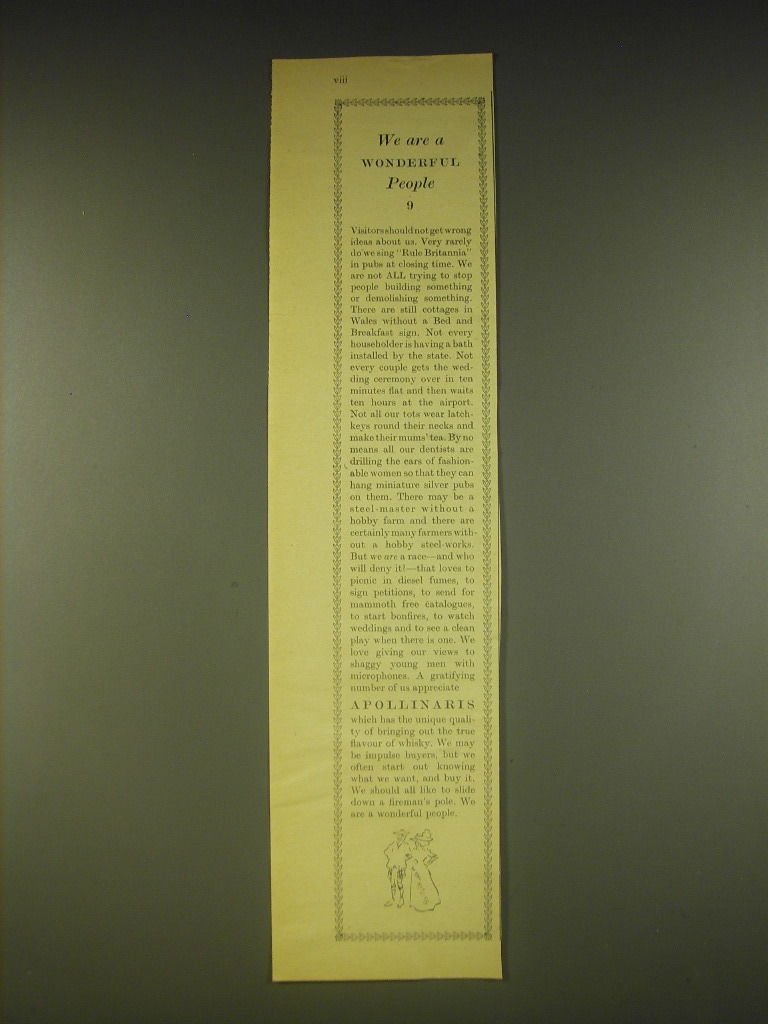 viii
We are a
WONDERFUL
People
9
Visitors should not get wrong
ideas about us. Very rarely
do we sing "Rule Britannia"
in pubs at closing time. We
are not ALL trying to stop
people building something
or demolishing something.
There are still cottages in
Wales without a Bed and
Breakfast sign. Not every
householder is having a bath
installed by the state. Not
every couple gets the wed-
ding ceremony over in ten
minutes flat and then waits
ten hours at the airport.
Not all our tots wear latch-
keys round their necks and
make their mums' tea. By no
means all our dentists are
drilling the ears of fashion-
able women so that they can
hang miniature silver pubs
on them. There may be a
steel-master without a
hobby farm and there are
certainly many farmers with-
out a hobby steel-works.
But we are a race—and who
will deny it!—that loves to
picnic in diesel fumes, to
sign petitions, to send for
mammoth free catalogues,
to start bonfires, to watch
weddings and to see a clean
play when there is one. We
love giving our views to
shaggy young men with
microphones. A gratifying
number of us appreciate
APOLLINARIS
which has the unique quali-
ty of bringing out the true
flavour of whisky. We may
be impulse buyers, but we
often start out knowing
what we want, and buy it.
We should all like to slide
down a fireman's pole. We
are a wonderful people.